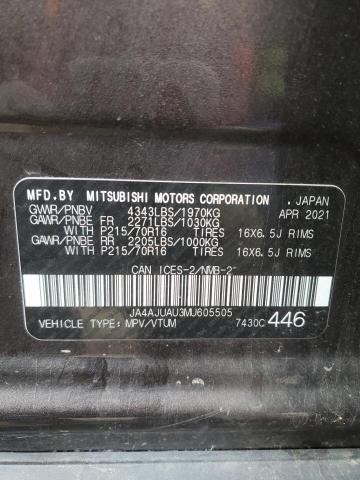 MFD.BY MITSUBISHI MOTORS CORPORATION , JAPAN
GVWR/PNBV 4343LBS/1970KG APR 2021
GAWR/PNBE FR 2271LBS/1030KG
WITH P215/70R16 TIRES 16X6.5J RIMS
GAWR/PNBE RR 2205LBS/1000KG
WITH P215/70R16 TIRES 16X6.5J RIMS
CAN ICES-2/NMB-2
JA4AJUAU3MU605505
VEHICLE TYPE: MPV/VTUM 7430C 446